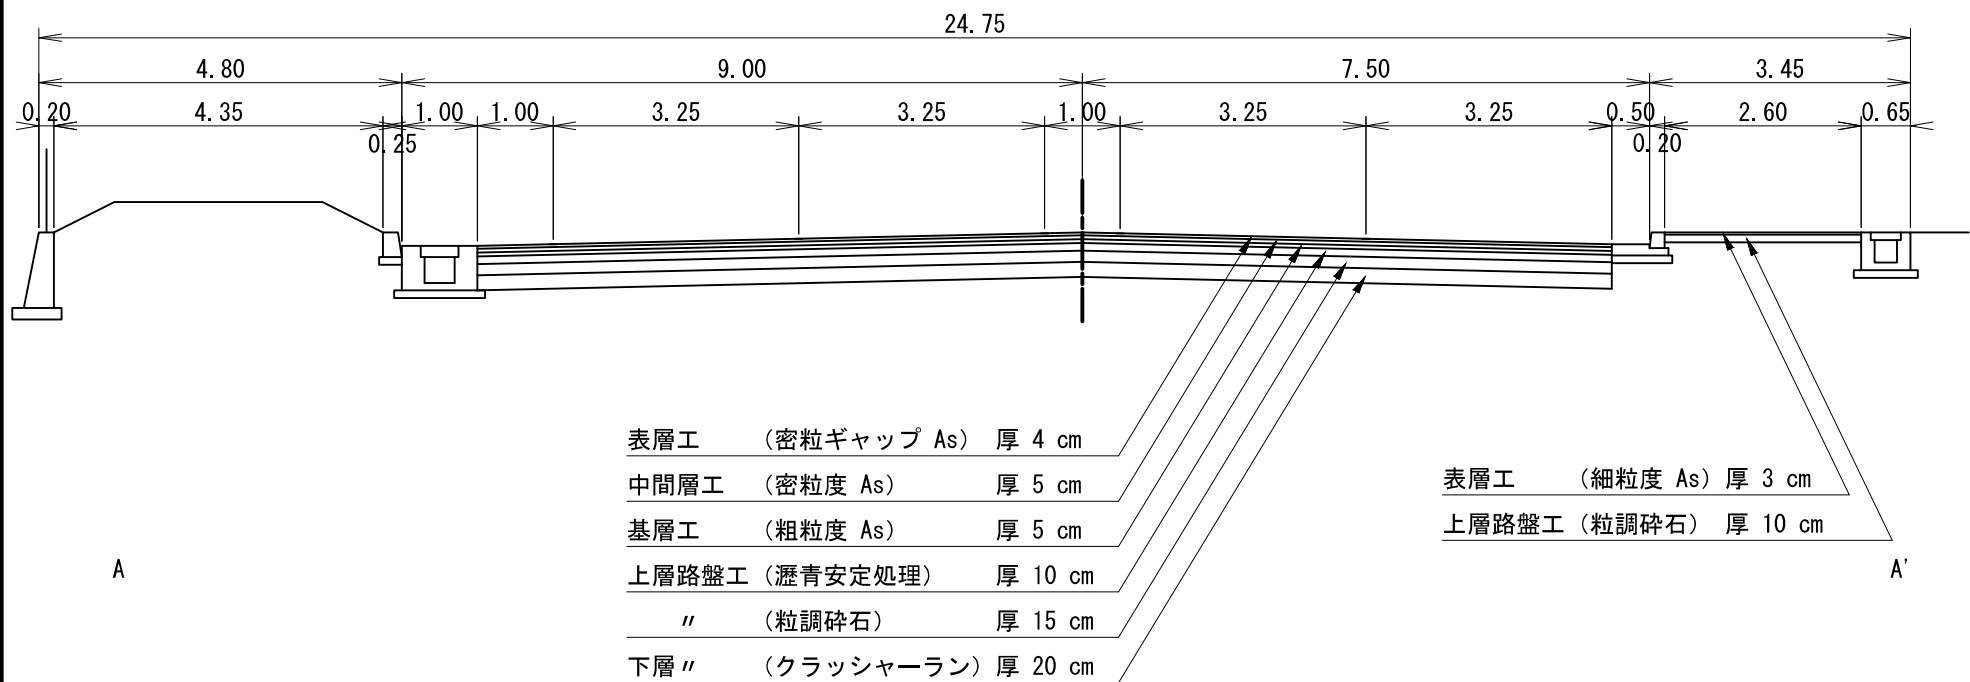 24.75
4.80 9.00 7.50 3.45
0.20 4.35 1.00 1.00 3.25 3.25 1.00 3.25 3.25 0.50 2.60 0.65
0.25 0.20
表層工 （密粒ギャップ As） 厚 4 cm
中間層工 （密粒度 As） 厚 5 cm
基層工 （粗粒度 As） 厚 5 cm
上層路盤工（瀝青安定処理） 厚 10 cm
〃 （粒調砕石） 厚 15 cm
下層〃 （クラッシャーラン）厚 20 cm
表層工 （細粒度 As）厚 3 cm
上層路盤工（粒調砕石） 厚 10 cm
A
A'